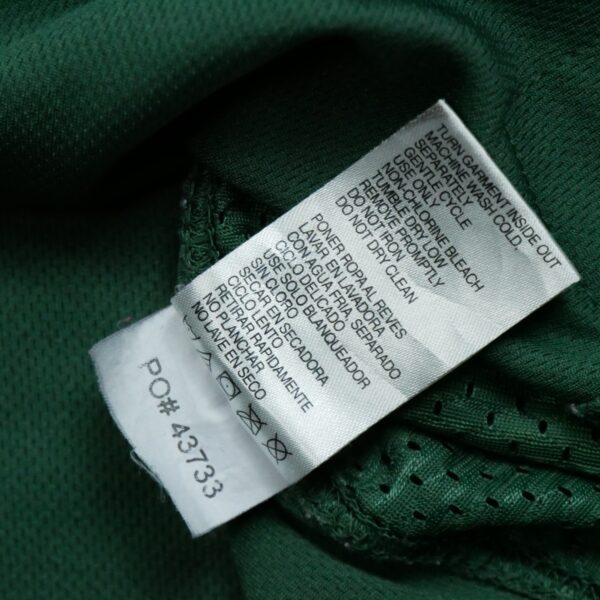 TURN GARMENT INSIDE OUT
MACHINE WASH COLD.
SEPARATELY
GENTLE CYCLE
USE ONLY
NON-CHLORINE BLEACH
TUMBLE DRY LOW
REMOVE PROMPTLY
DO NOT IRON
DO NOT DRY CLEAN
PONER ROPA AL REVES
LAVAR EN LAVADORA
CON AGUA FRIA, SEPARADO
CICLO DELICADO
USE SOLO BLANQUEADOR
SIN CLORO
SECAR EN SECADORA
CICLO LENTO
RETIRAR RAPIDAMENTE
NO PLANCHAR
NO LAVE EN SECO
PO# 43733